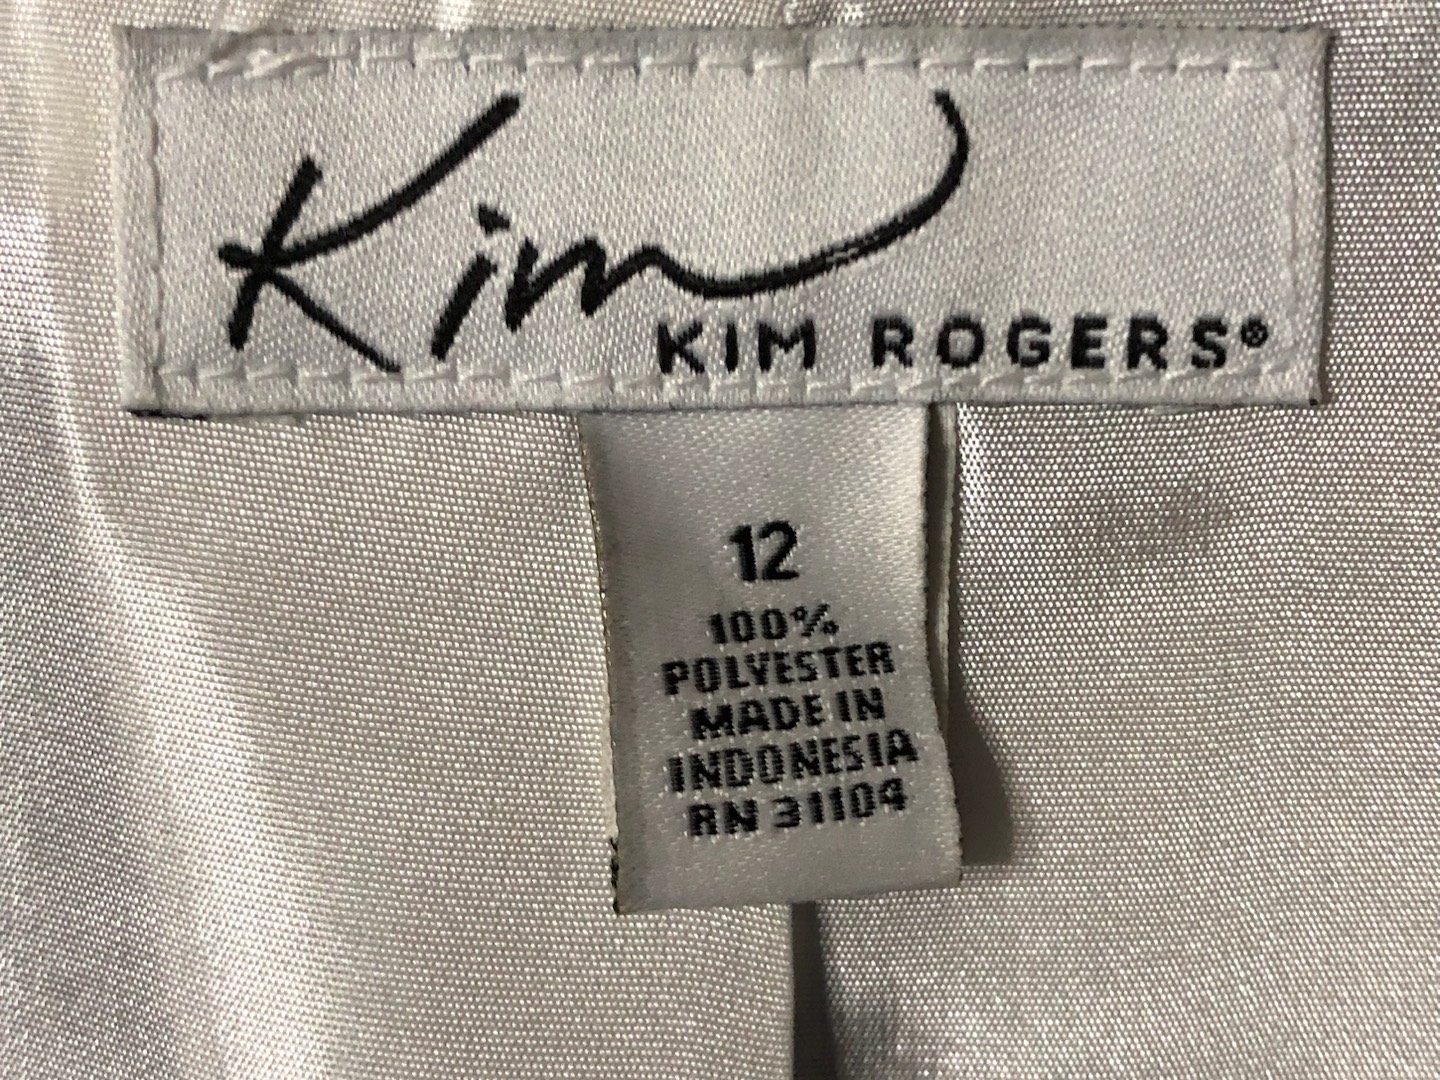 Kim
KIM ROGERS®
12
100%
POLYESTER
MADE IN
INDONESIA
RN 31104